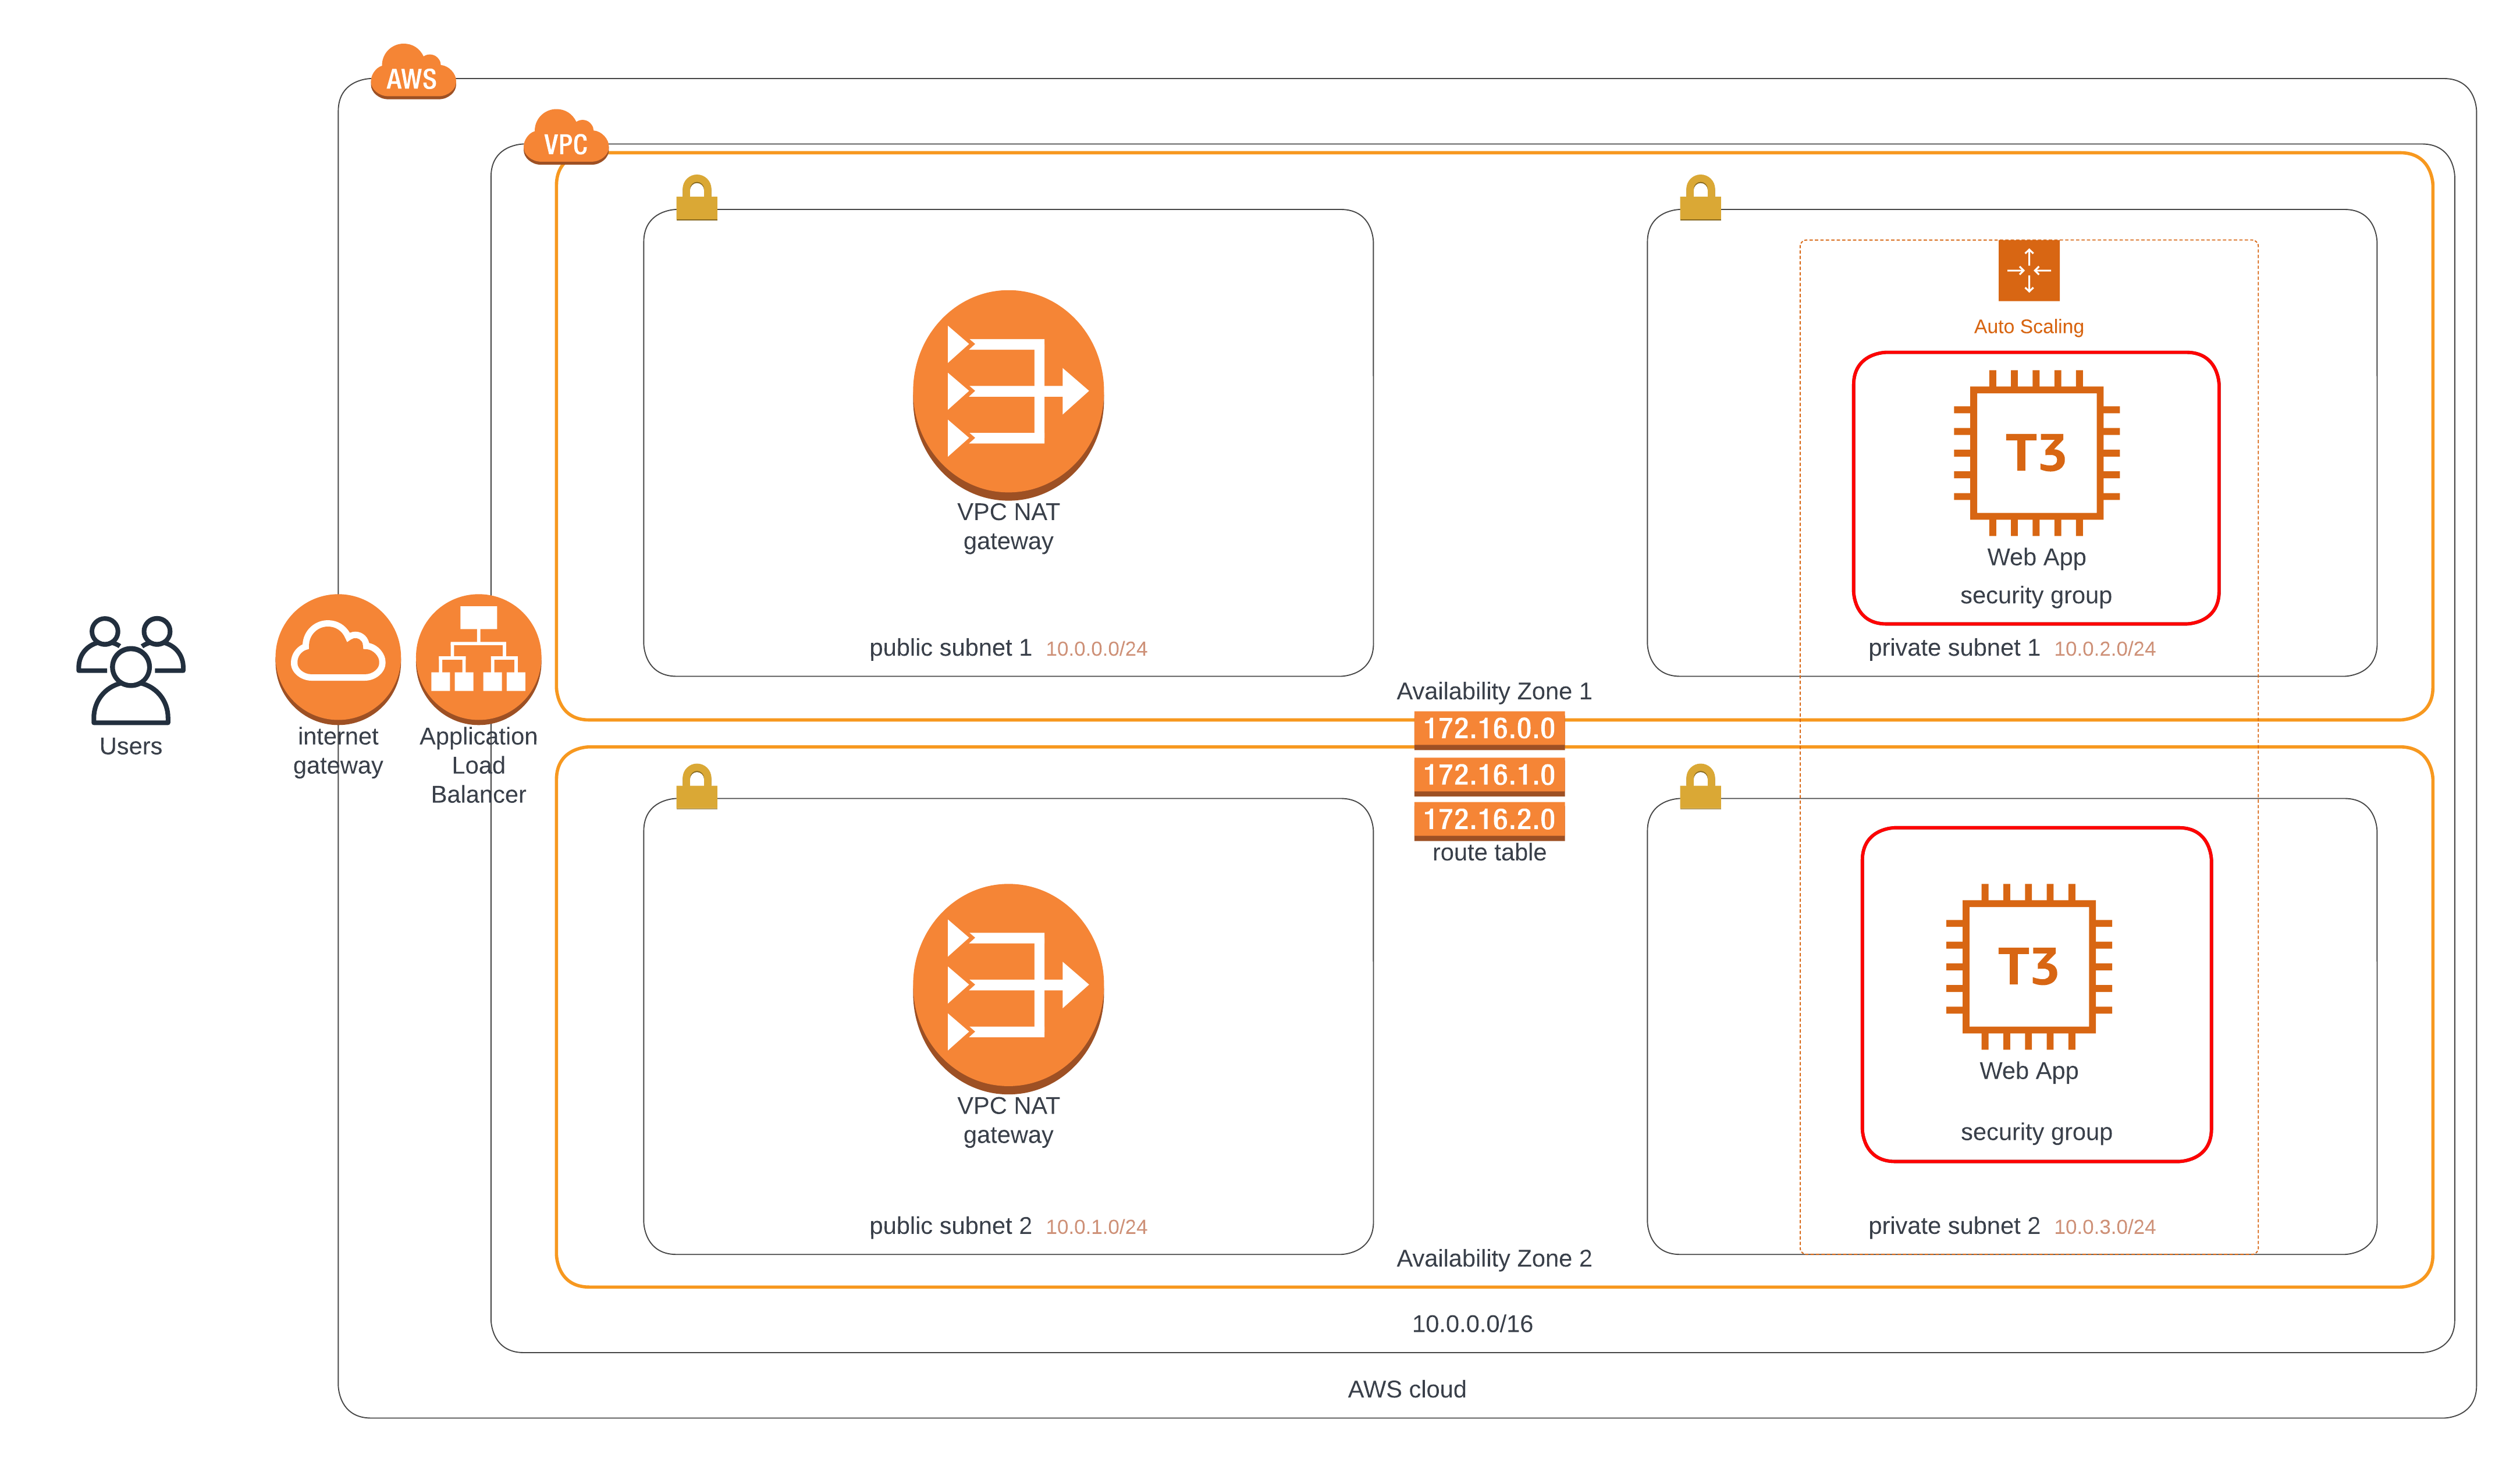 AWS
VPC
Auto Scaling
T3
Web App
security group
VPC NAT
gateway
public subnet 1 10.0.0.0/24
private subnet 1 10.0.2.0/24
Availability Zone 1
Users
internet
gateway
Application
Load
Balancer
172.16.0.0
172.16.1.0
172.16.2.0
route table
T3
Web App
security group
VPC NAT
gateway
public subnet 2 10.0.1.0/24
private subnet 2 10.0.3.0/24
Availability Zone 2
10.0.0.0/16
AWS cloud